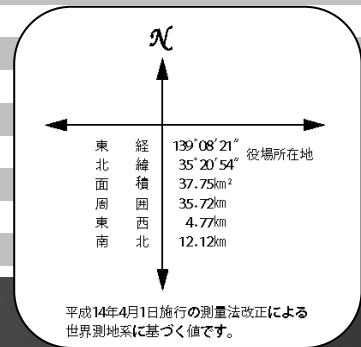 N
東経 139°08′21″
北緯 35°20′54″ 役場所在地
面積 37.75km²
周囲 35.72km
東西 4.77km
南北 12.12km
平成14年4月1日施行の測量法改正による
世界測地系に基づく値です。